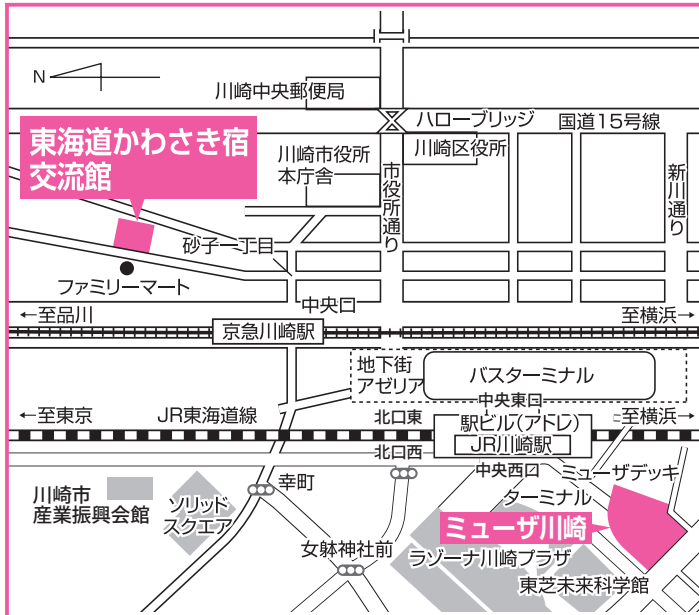 N
川崎中央郵便局
ハローブリッジ
国道15号線
東海道かわさき宿
交流館
川崎市役所
本庁舎
川崎区役所
市役所通り
新川通り
砂子一丁目
ファミリーマート
中央口
←至品川
京急川崎駅
至横浜→
地下街
アゼリア
バスターミナル
←至東京
JR東海道線
北口東
中央東口
駅ビル(アトレ)
JR川崎駅
至横浜→
北口西
中央西口
ミューザデッキ
川崎市
産業振興会館
ソリッド
スクエア
幸町
ターミナル
ミューザ川崎
女躰神社前
ラゾーナ川崎プラザ
東芝未来科学館